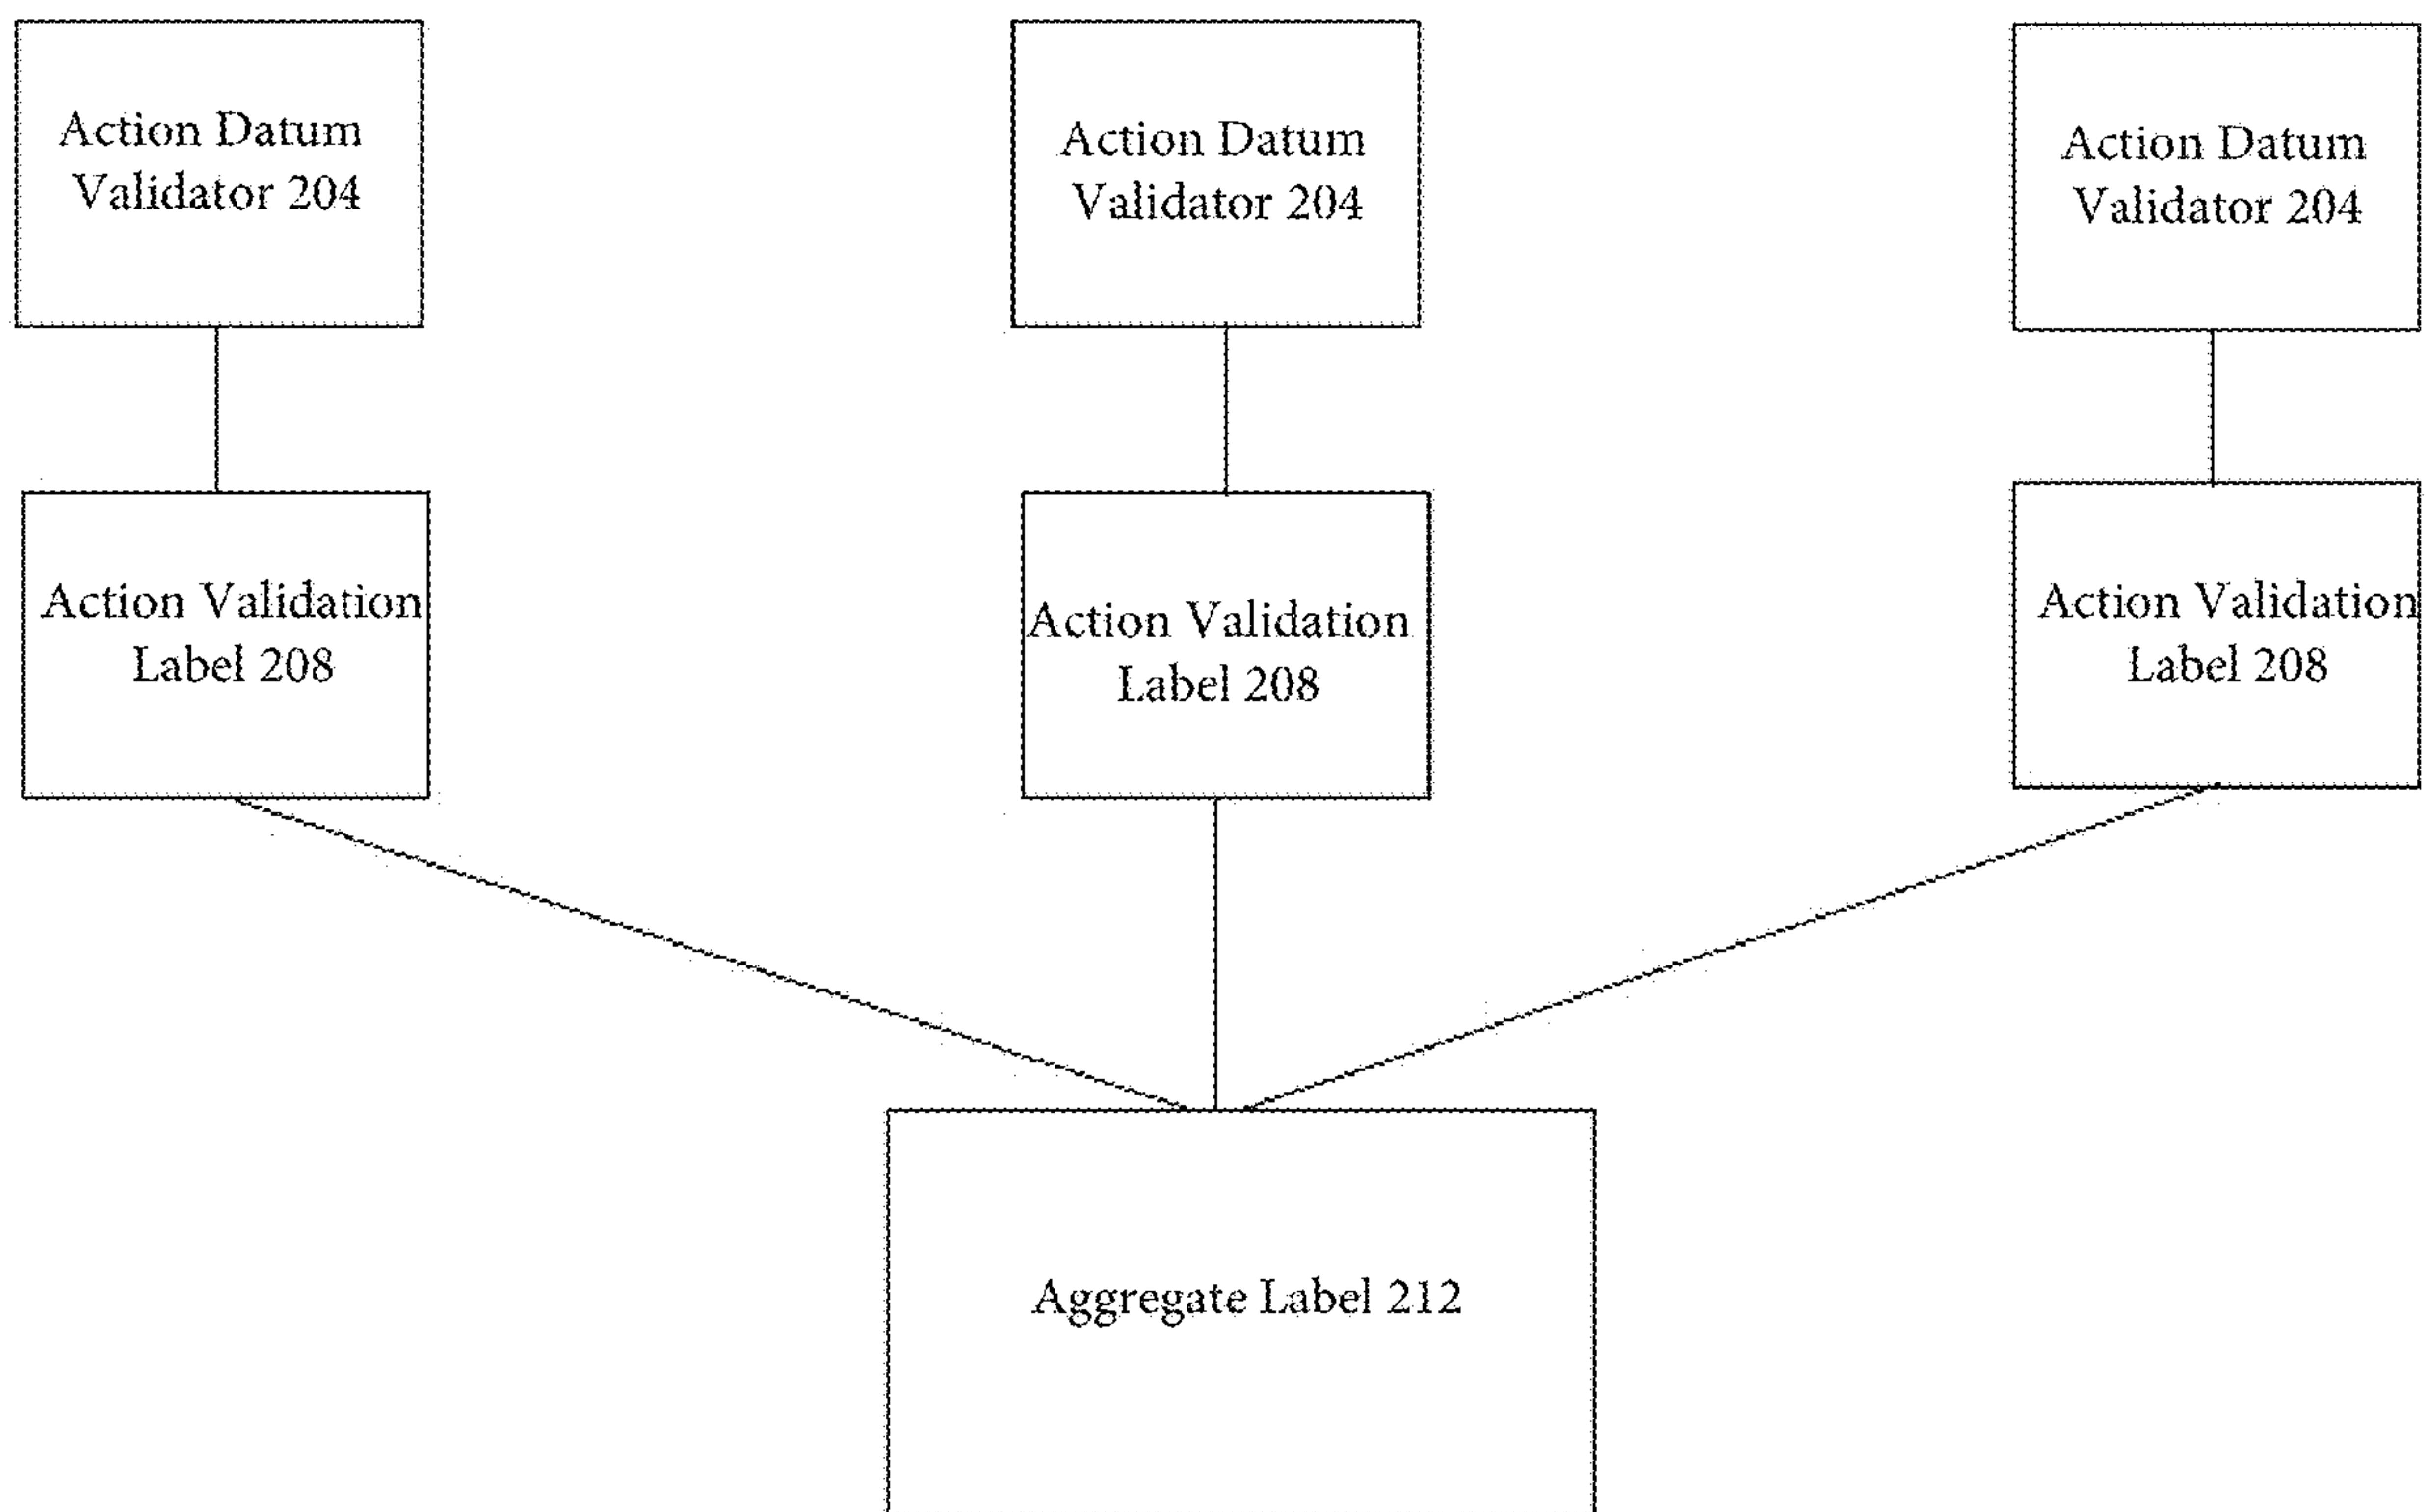 Action Datum
Validator 204
Action Datum
Validator 204
Action Datum
Validator 204
Action Validation
Label 208
Action Validation
Label 208
Action Validation
Label 208
Aggregate Label 212